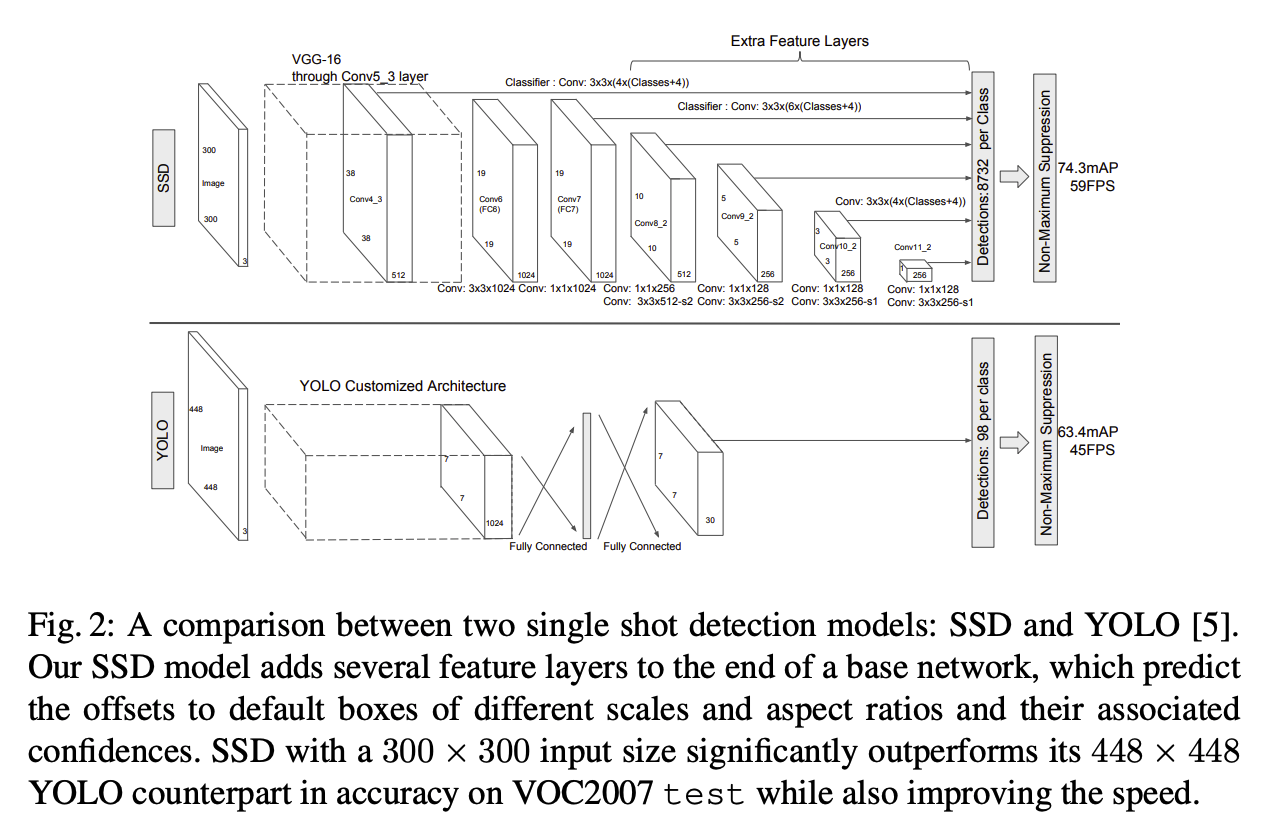 Extra Feature Layers
VGG-16
through Conv5_3 layer
Classifier : Conv: 3x3x(4x(Classes+4))
Classifier : Conv: 3x3x(6x(Classes+4))
SSD
300
Image
300
3
38
Conv4_3
38
512
19
Conv6
(FC6)
19
1024
19
Conv7
(FC7)
19
1024
10
Conv8_2
10
512
5
Conv9_2
5
256
Conv: 3x3x(4x(Classes+4))
3
Conv10_2
3
256
Conv11_2
1
256
Conv: 3x3x1024
Conv: 1x1x1024
Conv: 1x1x256
Conv: 3x3x512-s2
Conv: 1x1x128
Conv: 3x3x256-s2
Conv: 1x1x128
Conv: 3x3x256-s1
Conv: 1x1x128
Conv: 3x3x256-s1
Detections:8732 per Class
Non-Maximum Suppression
74.3mAP
59FPS
YOLO
448
Image
448
3
YOLO Customized Architecture
7
7
1024
Fully Connected
Fully Connected
7
7
30
Detections: 98 per class
Non-Maximum Suppression
63.4mAP
45FPS
Fig. 2: A comparison between two single shot detection models: SSD and YOLO [5].
Our SSD model adds several feature layers to the end of a base network, which predict
the offsets to default boxes of different scales and aspect ratios and their associated
confidences. SSD with a 300 × 300 input size significantly outperforms its 448 × 448
YOLO counterpart in accuracy on VOC2007 test while also improving the speed.